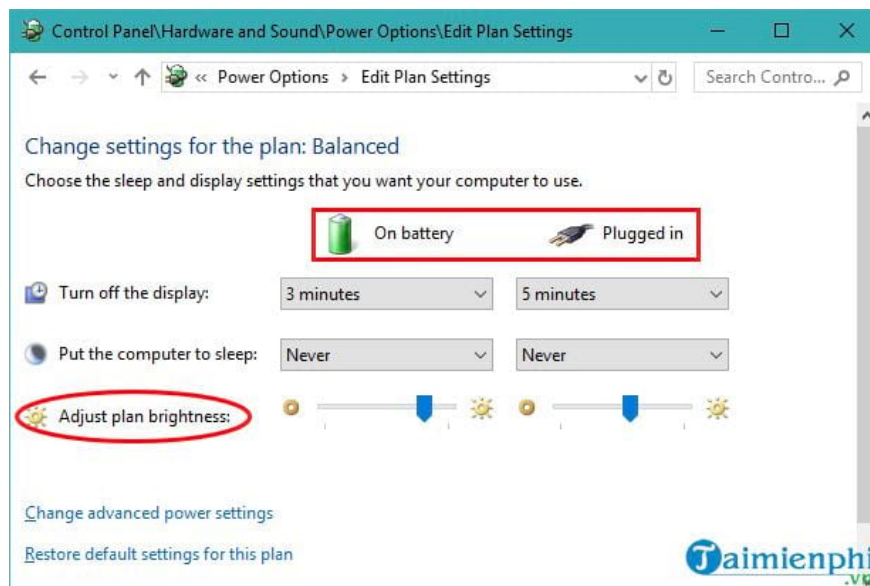 Control Panel\Hardware and Sound\Power Options\Edit Plan Settings
« Power Options › Edit Plan Settings
Search Contro...
Change settings for the plan: Balanced
Choose the sleep and display settings that you want your computer to use.
On battery Plugged in
Turn off the display: 3 minutes 5 minutes
Put the computer to sleep: Never Never
Adjust plan brightness:
Change advanced power settings
Restore default settings for this plan
Taimienphi
.vn